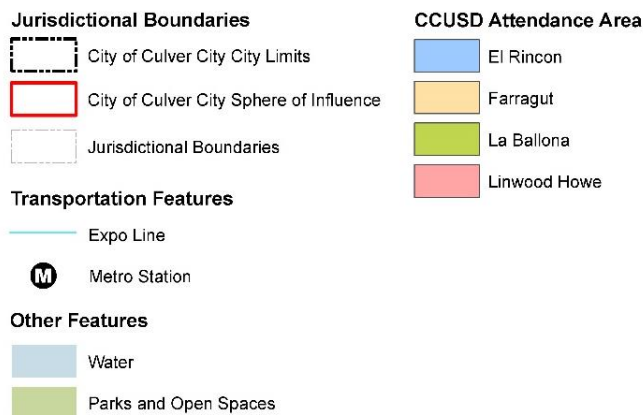 Jurisdictional Boundaries
City of Culver City City Limits
City of Culver City Sphere of Influence
Jurisdictional Boundaries
Transportation Features
Expo Line
M Metro Station
Other Features
Water
Parks and Open Spaces
CCUSD Attendance Area
El Rincon
Farragut
La Ballona
Linwood Howe